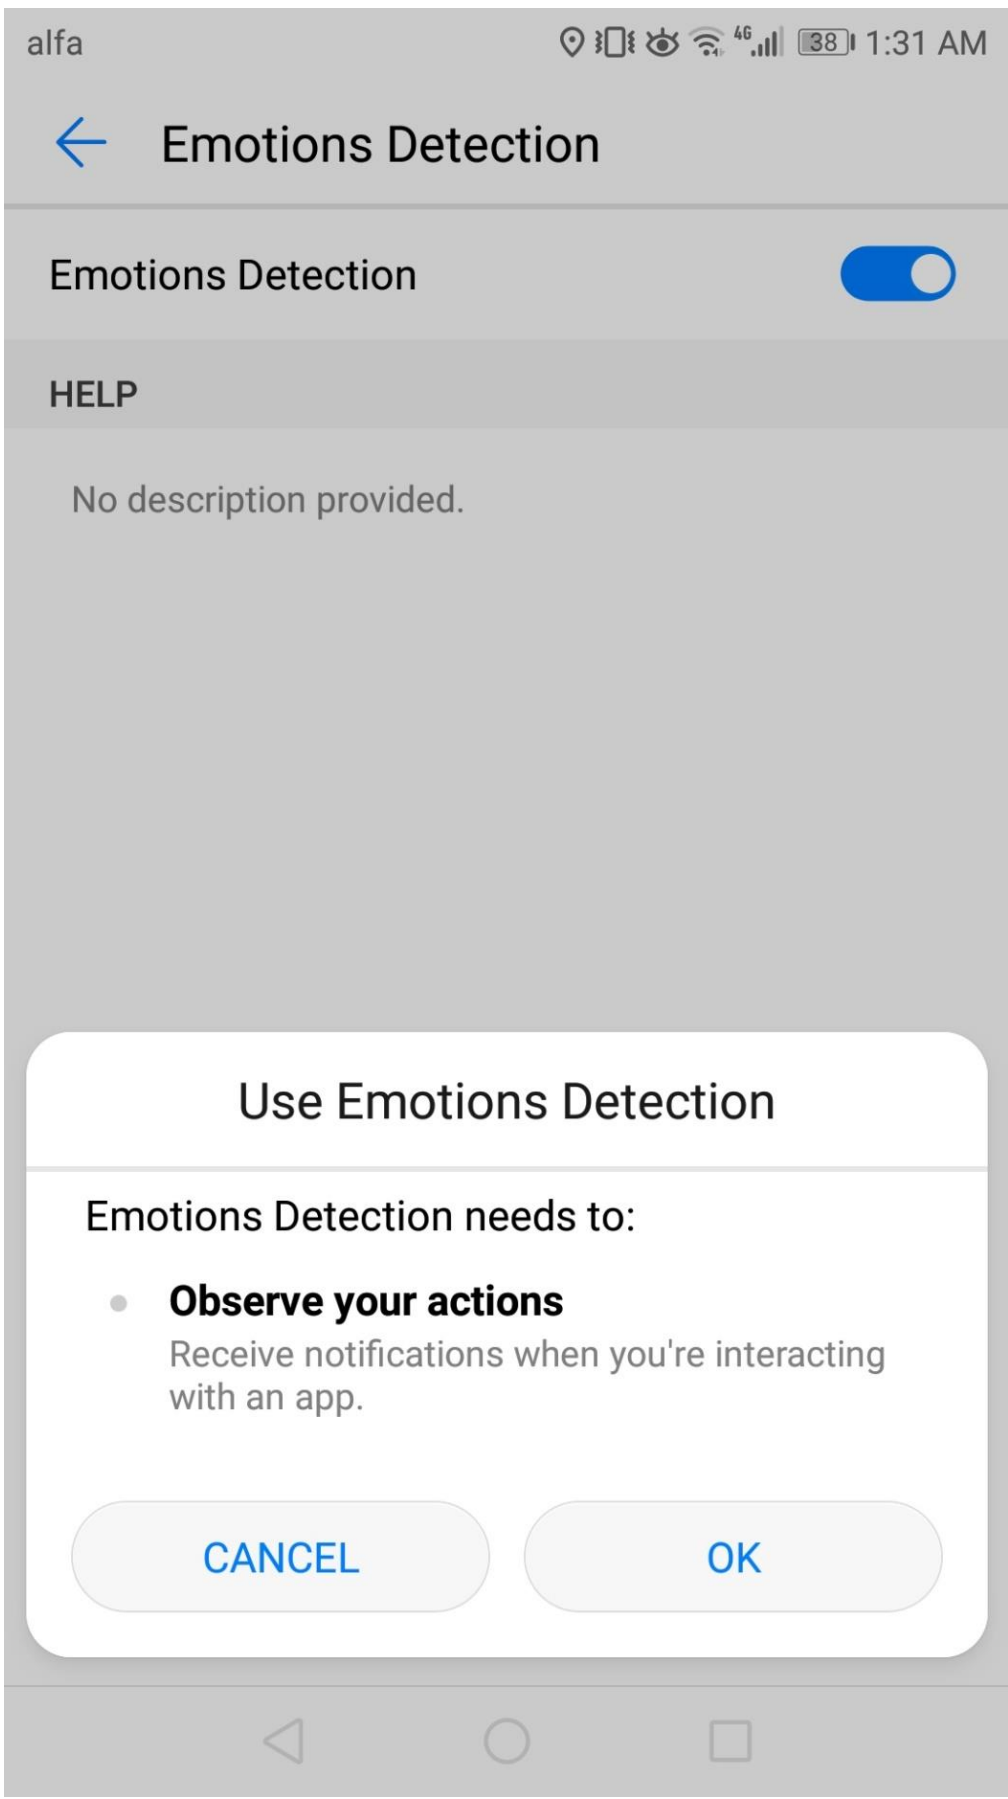 alfa 4G 38 1:31 AM
Emotions Detection
Emotions Detection
HELP
No description provided.
Use Emotions Detection
Emotions Detection needs to:
Observe your actions
Receive notifications when you're interacting
with an app.
CANCEL OK